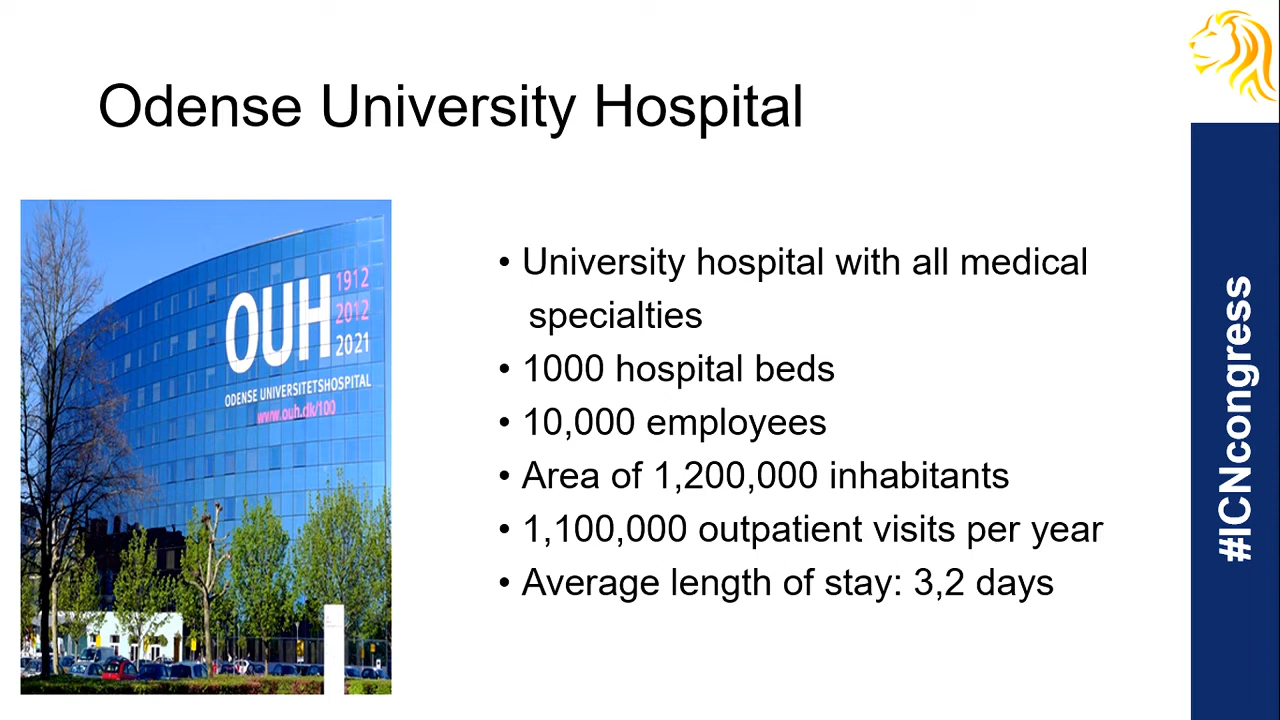 Odense University Hospital
OUH
1912
2012
2021
ODENSE UNIVERSITETSHOSPITAL
www.ouh.dk/100
• University hospital with all medical
specialties
• 1000 hospital beds
• 10,000 employees
• Area of 1,200,000 inhabitants
• 1,100,000 outpatient visits per year
• Average length of stay: 3,2 days
#ICNcongress